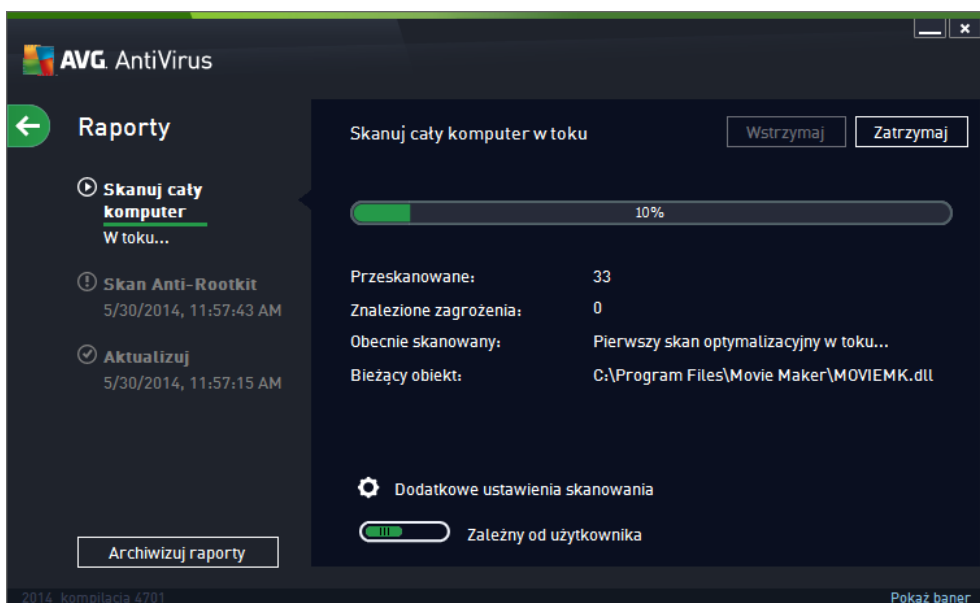 AVG. AntiVirus
Raporty
Skanuj cały
komputer
W toku...
Skan Anti-Rootkit
5/30/2014, 11:57:43 AM
Aktualizuj
5/30/2014, 11:57:15 AM
Archiwizuj raporty
Skanuj cały komputer w toku
Wstrzymaj
Zatrzymaj
10%
Przeskanowane: 33
Znalezione zagrożenia: 0
Obecnie skanowany: Pierwszy skan optymalizacyjny w toku...
Bieżący obiekt: C:\Program Files\Movie Maker\MOVIEMK.dll
Dodatkowe ustawienia skanowania
Zależny od użytkownika
2014 kompilacja 4701
Pokaż baner